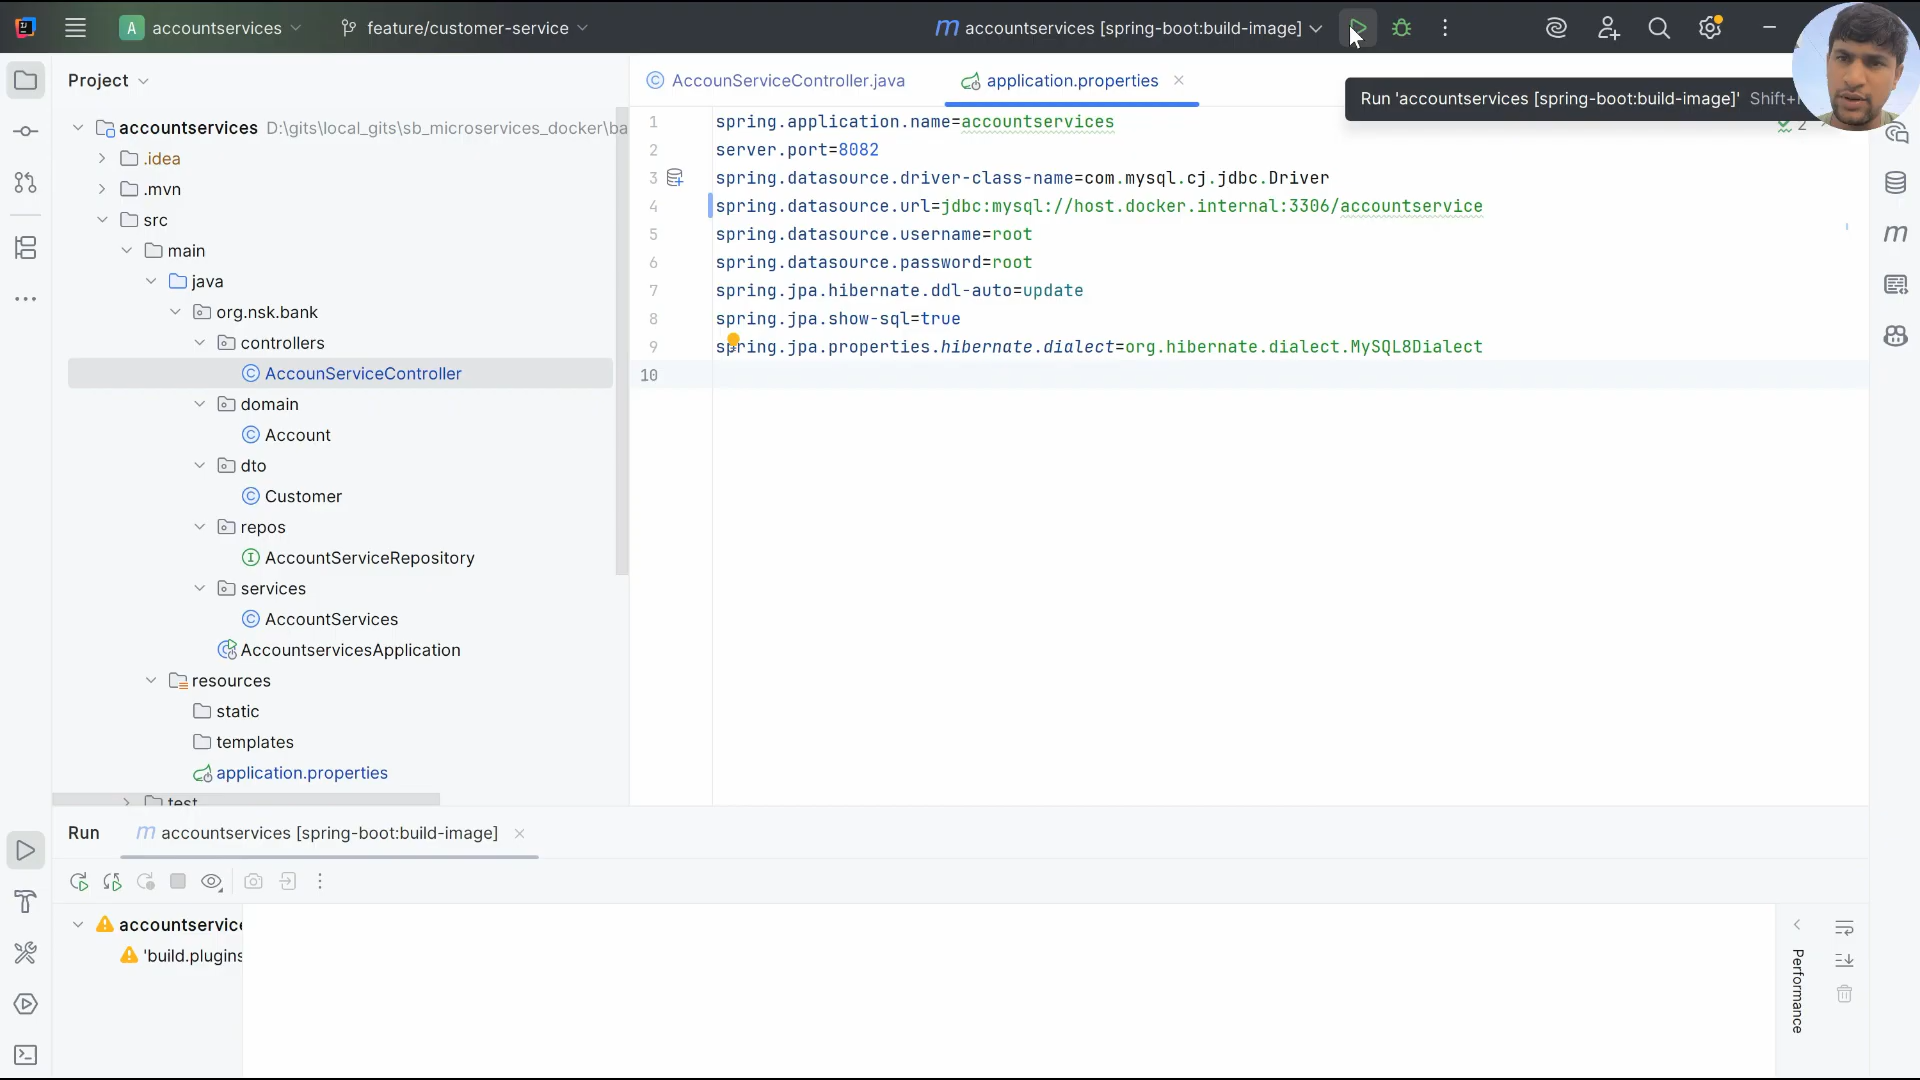 A accountservices
feature/customer-service
m accountservices [spring-boot:build-image]
Project
AccounServiceController.java
application.properties
Run 'accountservices [spring-boot:build-image]' Shift+
2
accountservices D:\gits\local_gits\sb_microservices_docker\ba
.idea
.mvn
src
main
java
org.nsk.bank
controllers
AccounServiceController
domain
Account
dto
Customer
repos
AccountServiceRepository
services
AccountServices
AccountservicesApplication
resources
static
templates
application.properties
test
1 spring.application.name=accountservices
2 server.port=8082
3 spring.datasource.driver-class-name=com.mysql.cj.jdbc.Driver
4 spring.datasource.url=jdbc:mysql://host.docker.internal:3306/accountservice
5 spring.datasource.username=root
6 spring.datasource.password=root
7 spring.jpa.hibernate.ddl-auto=update
8 spring.jpa.show-sql=true
9 spring.jpa.properties.hibernate.dialect=org.hibernate.dialect.MySQL8Dialect
10
Run
m accountservices [spring-boot:build-image]
accountservice
'build.plugins
Performance